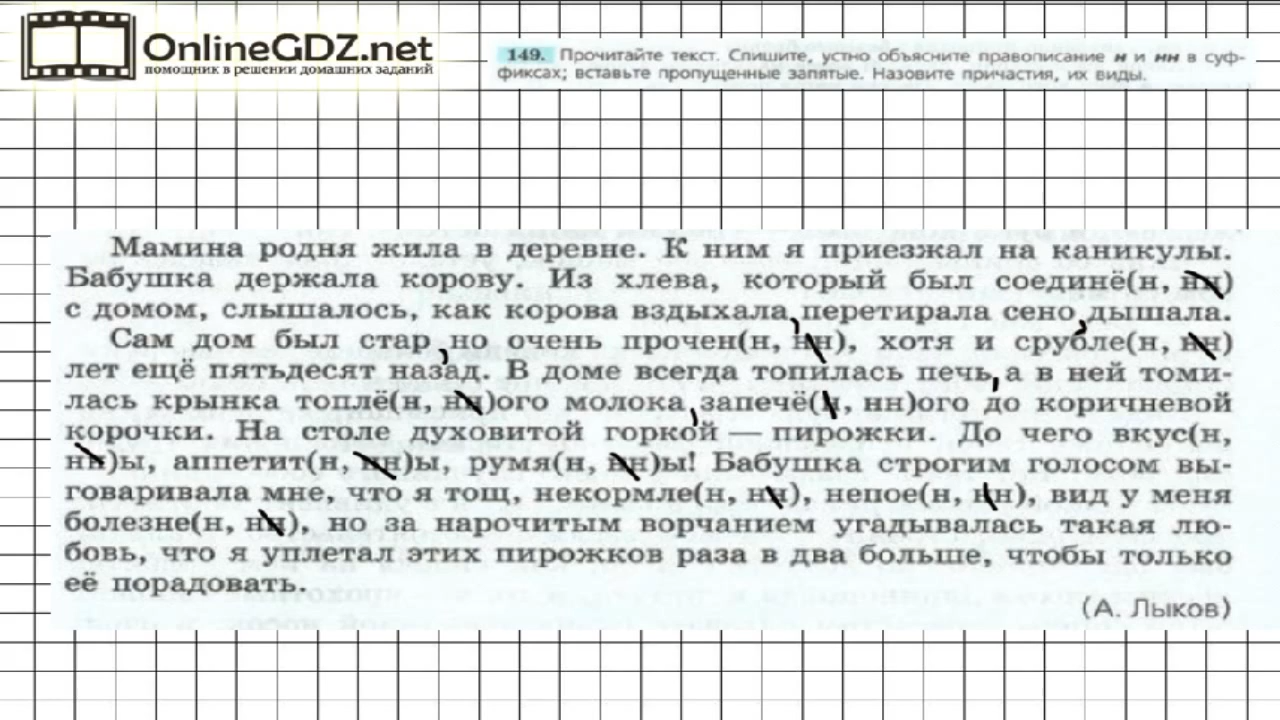 OnlineGDZ.net
помощник в решении домашних заданий
149. Прочитайте текст. Спишите, устно объясните правописание н и нн в суф-
фиксах; вставьте пропущенные запятые. Назовите причастия, их виды.
Мамина родня жила в деревне. К ним я приезжал на каникулы.
Бабушка держала корову. Из хлева, который был соединё(н, нн)
с домом, слышалось, как корова вздыхала, перетирала сено, дышала.
Сам дом был стар, но очень прочен(н, нн), хотя и срубле(н, нн)
лет ещё пятьдесят назад. В доме всегда топилась печь, а в ней томи-
лась крынка топлё(н, нн)ого молока, запечё(н, нн)ого до коричневой
корочки. На столе духовитой горкой — пирожки. До чего вкус(н,
нн)ы, аппетит(н, нн)ы, румя(н, нн)ы! Бабушка строгим голосом вы-
говаривала мне, что я тощ, некормле(н, нн), непое(н, нн), вид у меня
болезне(н, нн), но за нарочитым ворчанием угадывалась такая лю-
бовь, что я уплетал этих пирожков раза в два больше, чтобы только
её порадовать.
(А. Лыков)